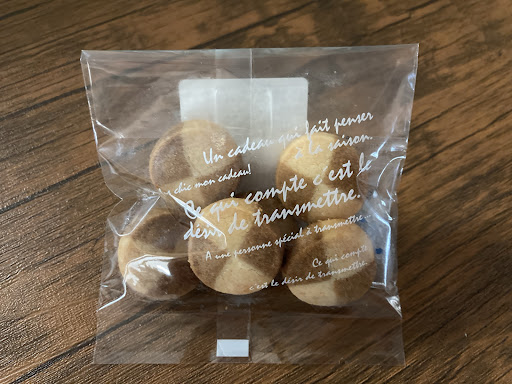 Un cadeau qui fait penser
à la saison.
chic mon cadeau!
Ce qui compte c'est le
désir de transmettre.
A une personne spécial à transmettre...
Ce qui compte
c'est le désir de transmettre.